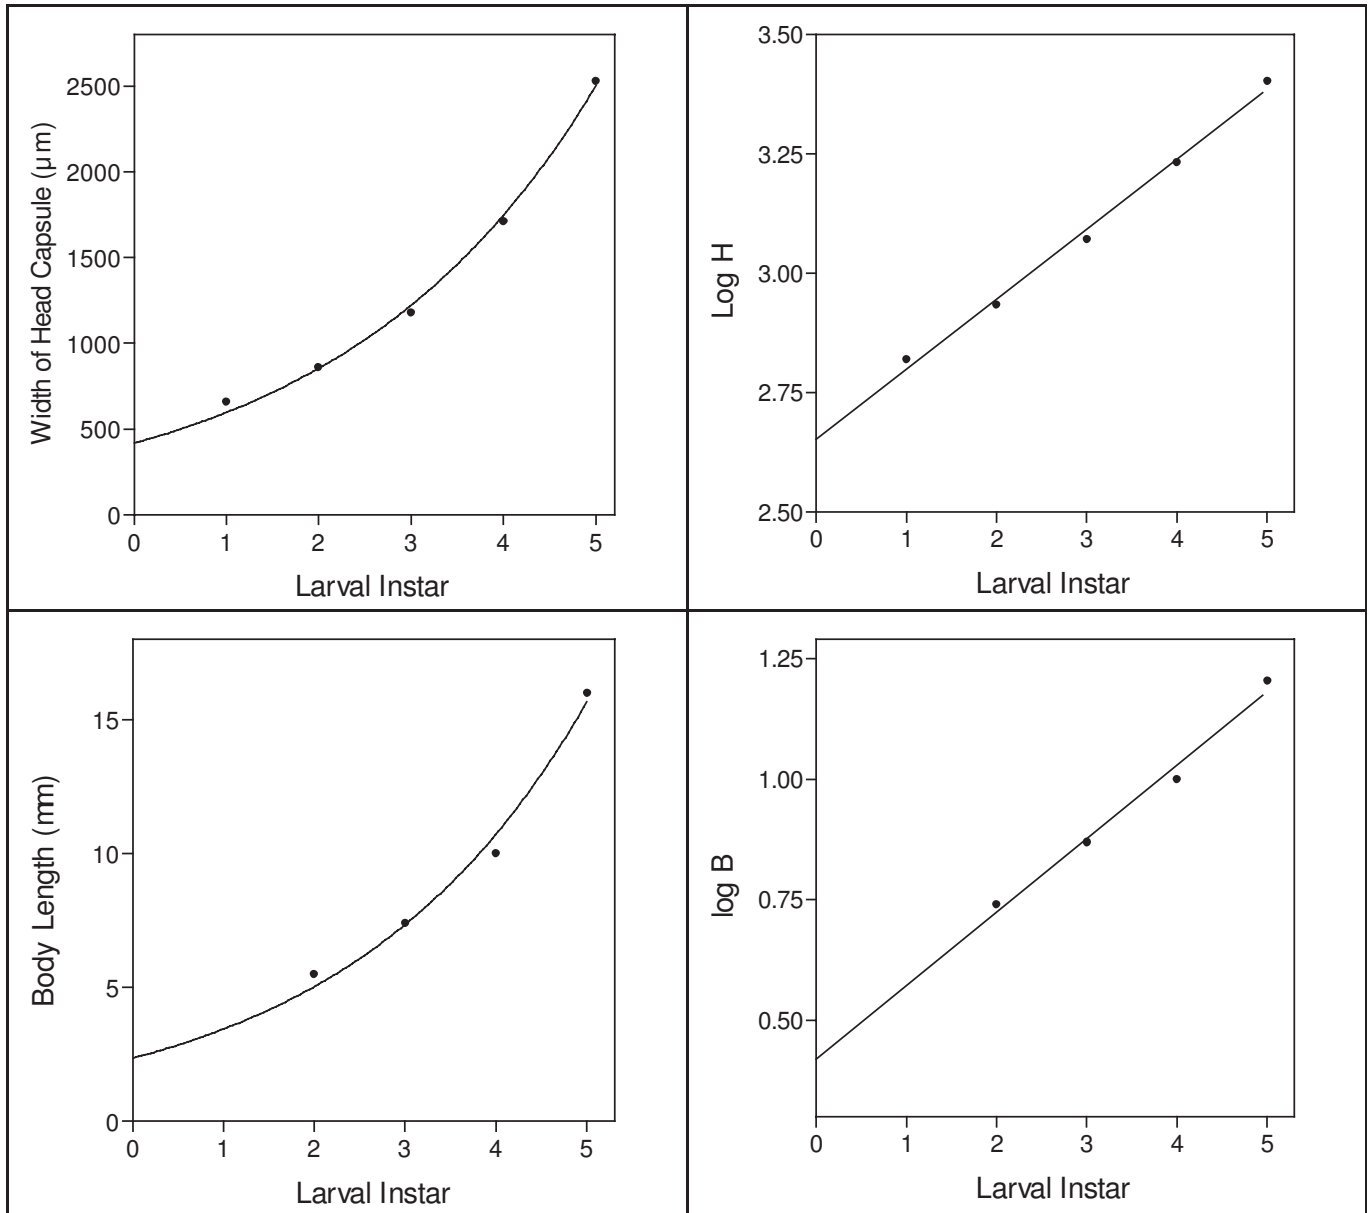 Width of Head Capsule (µm)
2500
2000
1500
1000
500
0
0 1 2 3 4 5
Larval Instar
Log H
3.50
3.25
3.00
2.75
2.50
0 1 2 3 4 5
Larval Instar
Body Length (mm)
15
10
5
0
0 1 2 3 4 5
Larval Instar
log B
1.25
1.00
0.75
0.50
0 1 2 3 4 5
Larval Instar